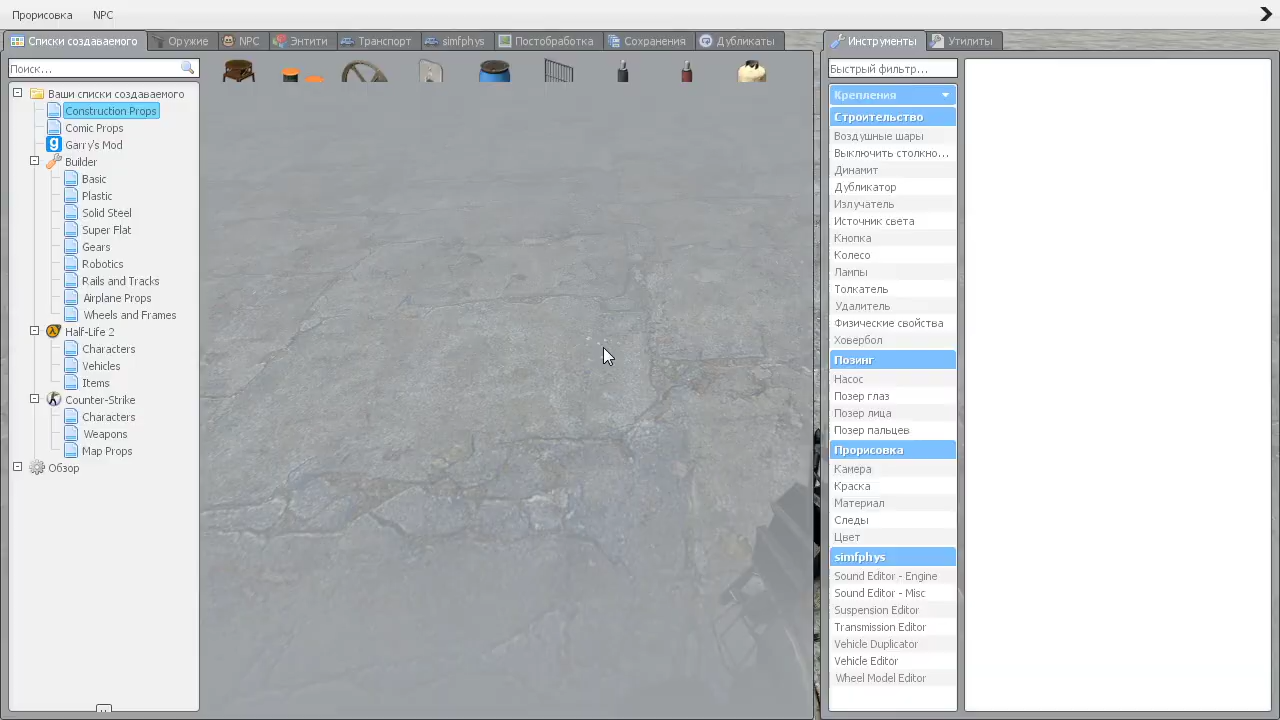 Прорисовка NPC
Списки создаваемого Оружие NPC Энтити Транспорт simfphys Постобработка Сохранения Дубликаты
Поиск...
Ваши списки создаваемого
Construction Props
Comic Props
Garry's Mod
Builder
Basic
Plastic
Solid Steel
Super Flat
Gears
Robotics
Rails and Tracks
Airplane Props
Wheels and Frames
Half-Life 2
Characters
Vehicles
Items
Counter-Strike
Characters
Weapons
Map Props
Обзор
Инструменты Утилиты
Быстрый фильтр...
Крепления
Строительство
Воздушные шары
Выключить столкно...
Динамит
Дубликатор
Излучатель
Источник света
Кнопка
Колесо
Лампы
Толкатель
Удалитель
Физические свойства
Ховербол
Позинг
Насос
Позер глаз
Позер лица
Позер пальцев
Прорисовка
Камера
Краска
Материал
Следы
Цвет
simfphys
Sound Editor - Engine
Sound Editor - Misc
Suspension Editor
Transmission Editor
Vehicle Duplicator
Vehicle Editor
Wheel Model Editor